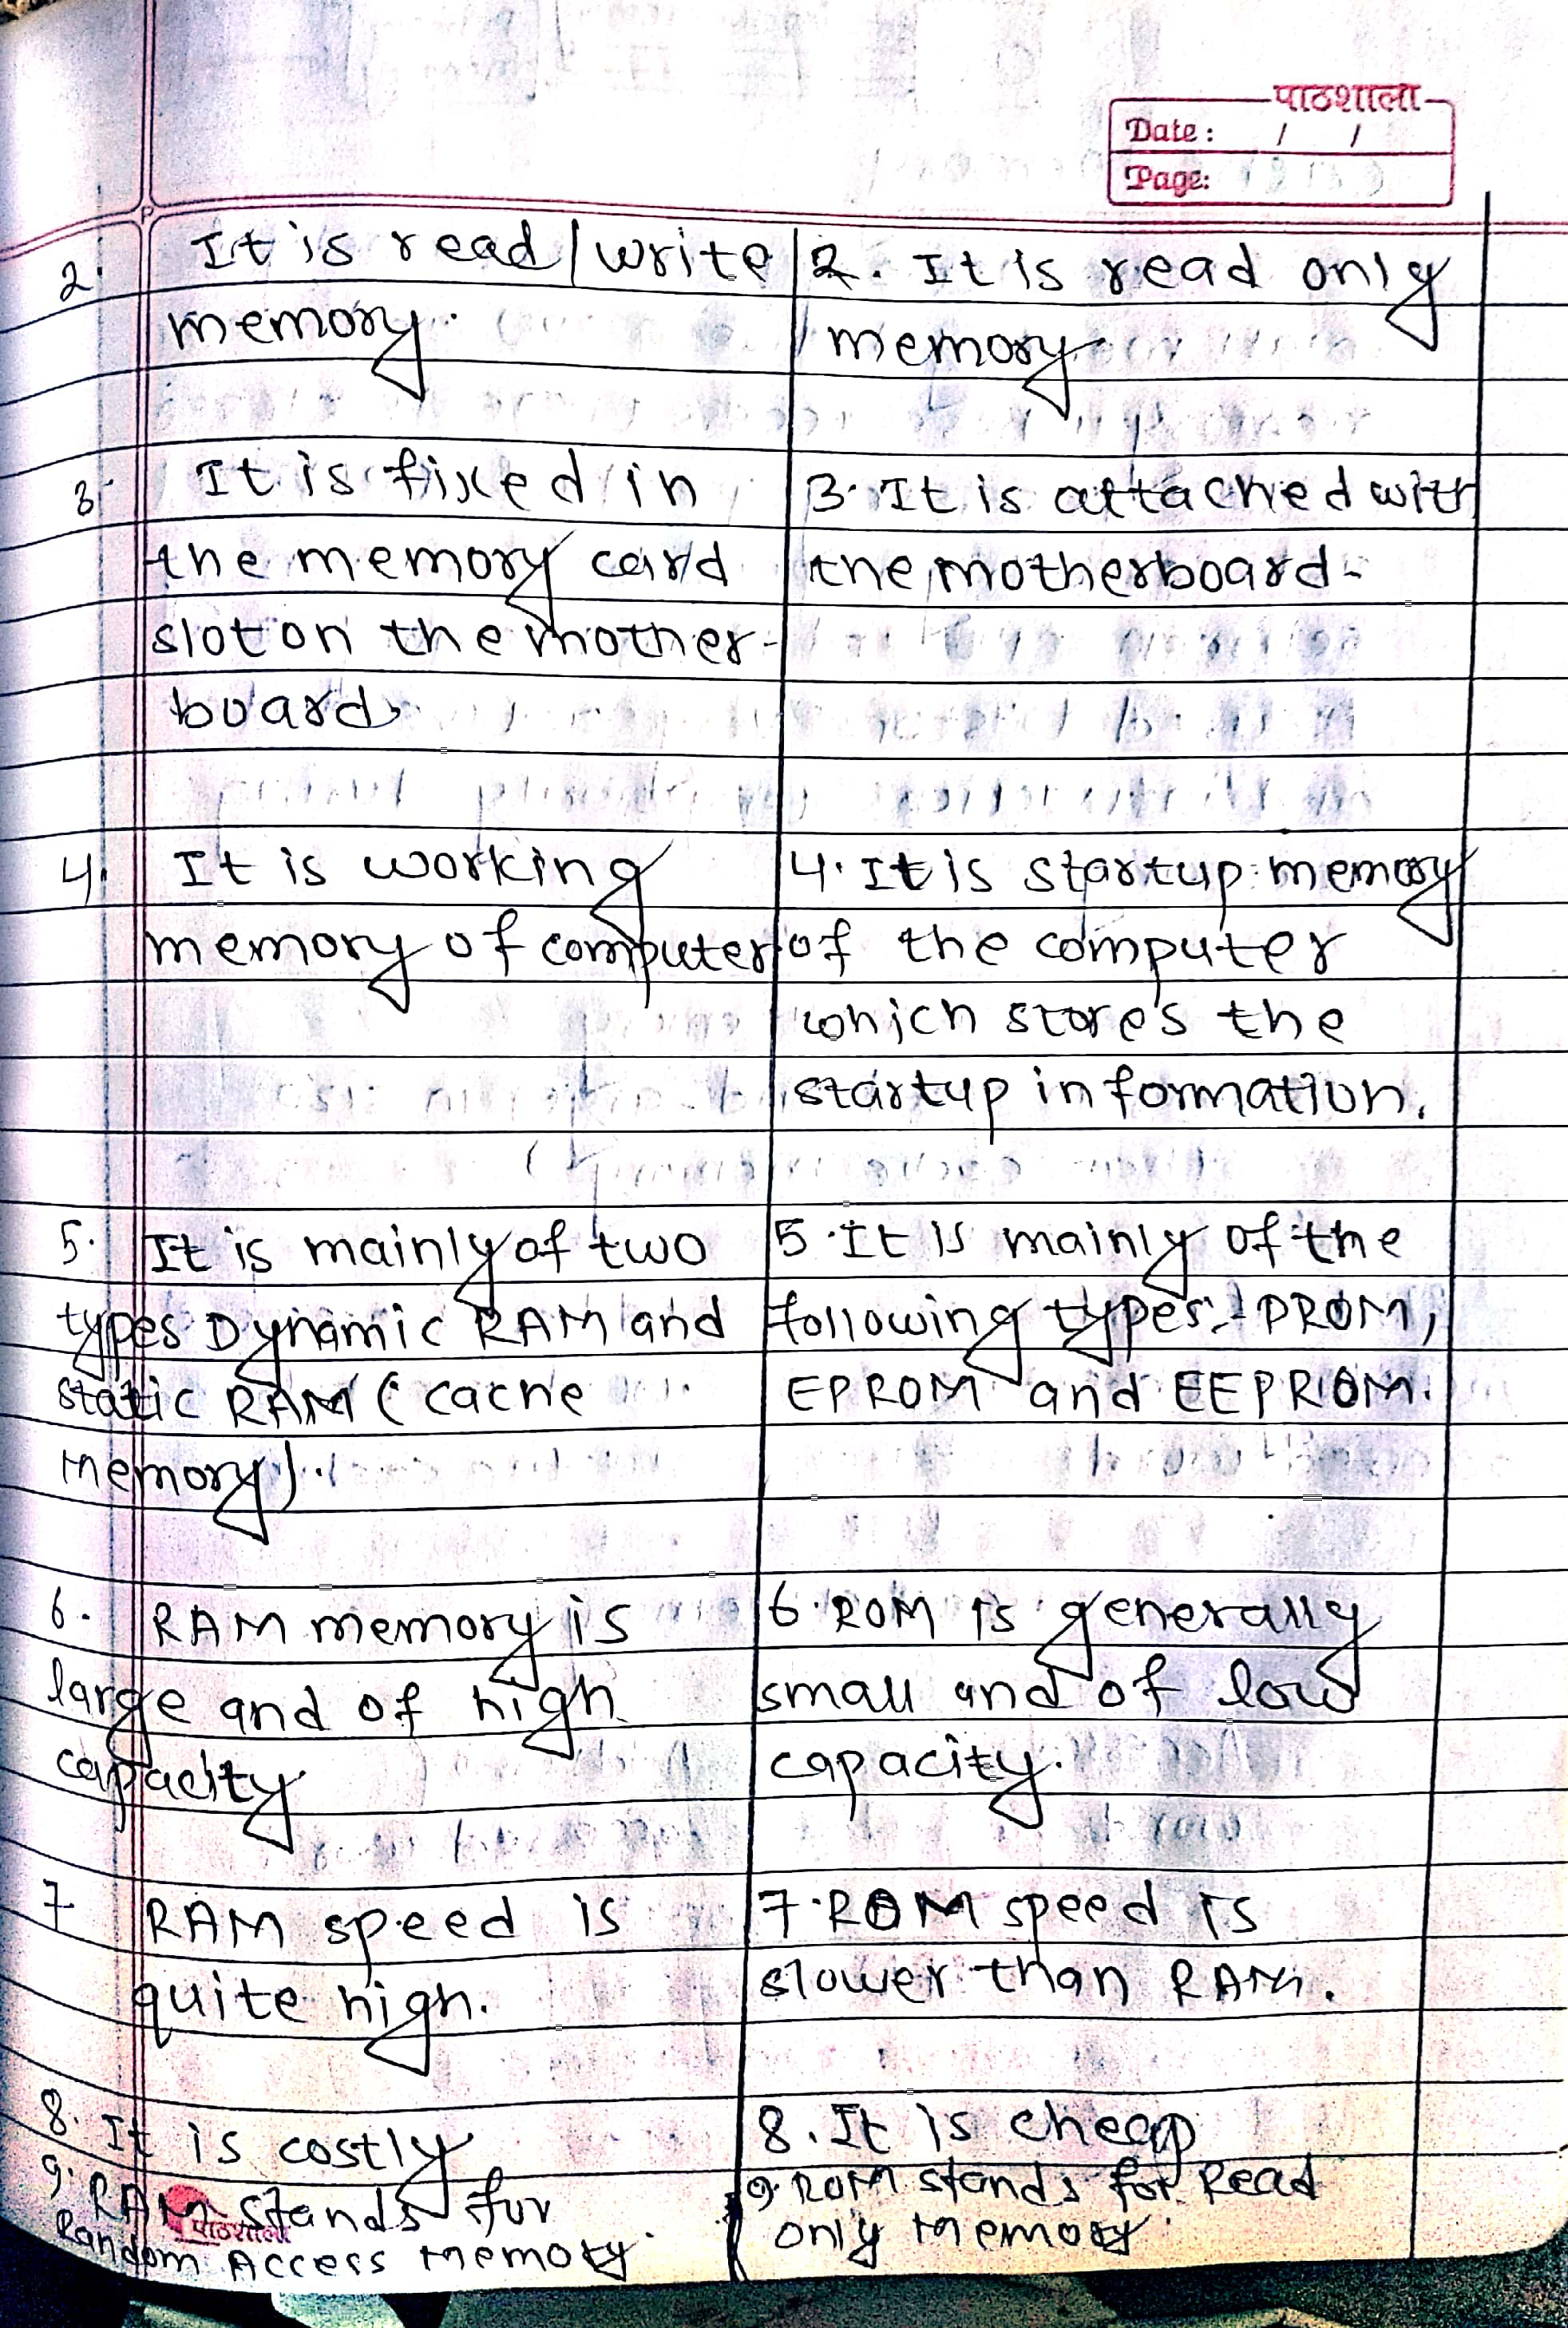 पाठशाला
Date: / /
Page:
2. It is read/write
memory.
3. It is fixed in
the memory card
slot on the mother-
board.
4. It is working
memory of computer
5. It is mainly of two
types Dynamic RAM and
static RAM (cache
memory).
6. RAM memory is
large and of high
capacity
7 RAM speed is
quite high.
8. It is costly
9. RAM stands for
Random Access memory
2. It is read only
memory
3. It is attached with
the motherboard.
4. It is startup memory
of the computer
which stores the
startup information.
5. It is mainly of the
following types: PROM,
EPROM and EEPROM.
6. ROM is generally
small and of low
capacity.
7. ROM speed is
slower than RAM.
8. It is cheap
9. ROM stands for Read
only memory.
पाठशाला